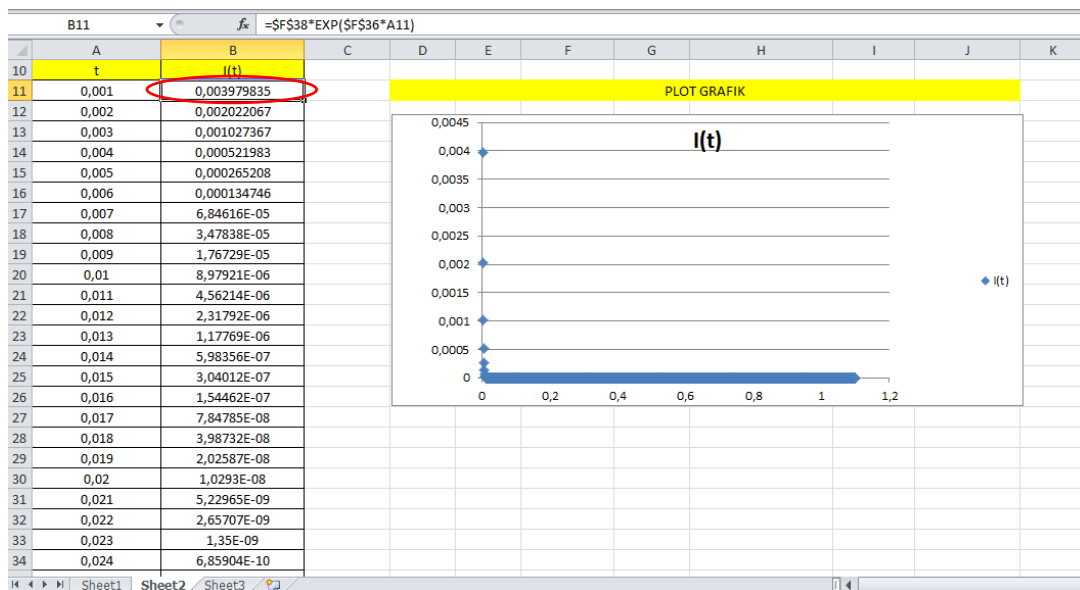 B11 fx =$F$38*EXP($F$36*A11)
A B C D E F G H I J K
10 t I(t)
11 0,001 0,003979835 PLOT GRAFIK
12 0,002 0,002022067
13 0,003 0,001027367
14 0,004 0,000521983
15 0,005 0,000265208
16 0,006 0,000134746
17 0,007 6,84616E-05
18 0,008 3,47838E-05
19 0,009 1,76729E-05
20 0,01 8,97921E-06
21 0,011 4,56214E-06
22 0,012 2,31792E-06
23 0,013 1,17769E-06
24 0,014 5,98356E-07
25 0,015 3,04012E-07
26 0,016 1,54462E-07
27 0,017 7,84785E-08
28 0,018 3,98732E-08
29 0,019 2,02587E-08
30 0,02 1,0293E-08
31 0,021 5,22965E-09
32 0,022 2,65707E-09
33 0,023 1,35E-09
34 0,024 6,85904E-10
I(t)
0,0045
0,004
0,0035
0,003
0,0025
0,002
0,0015
0,001
0,0005
0
0 0,2 0,4 0,6 0,8 1 1,2
I(t)
Sheet1 Sheet2 Sheet3